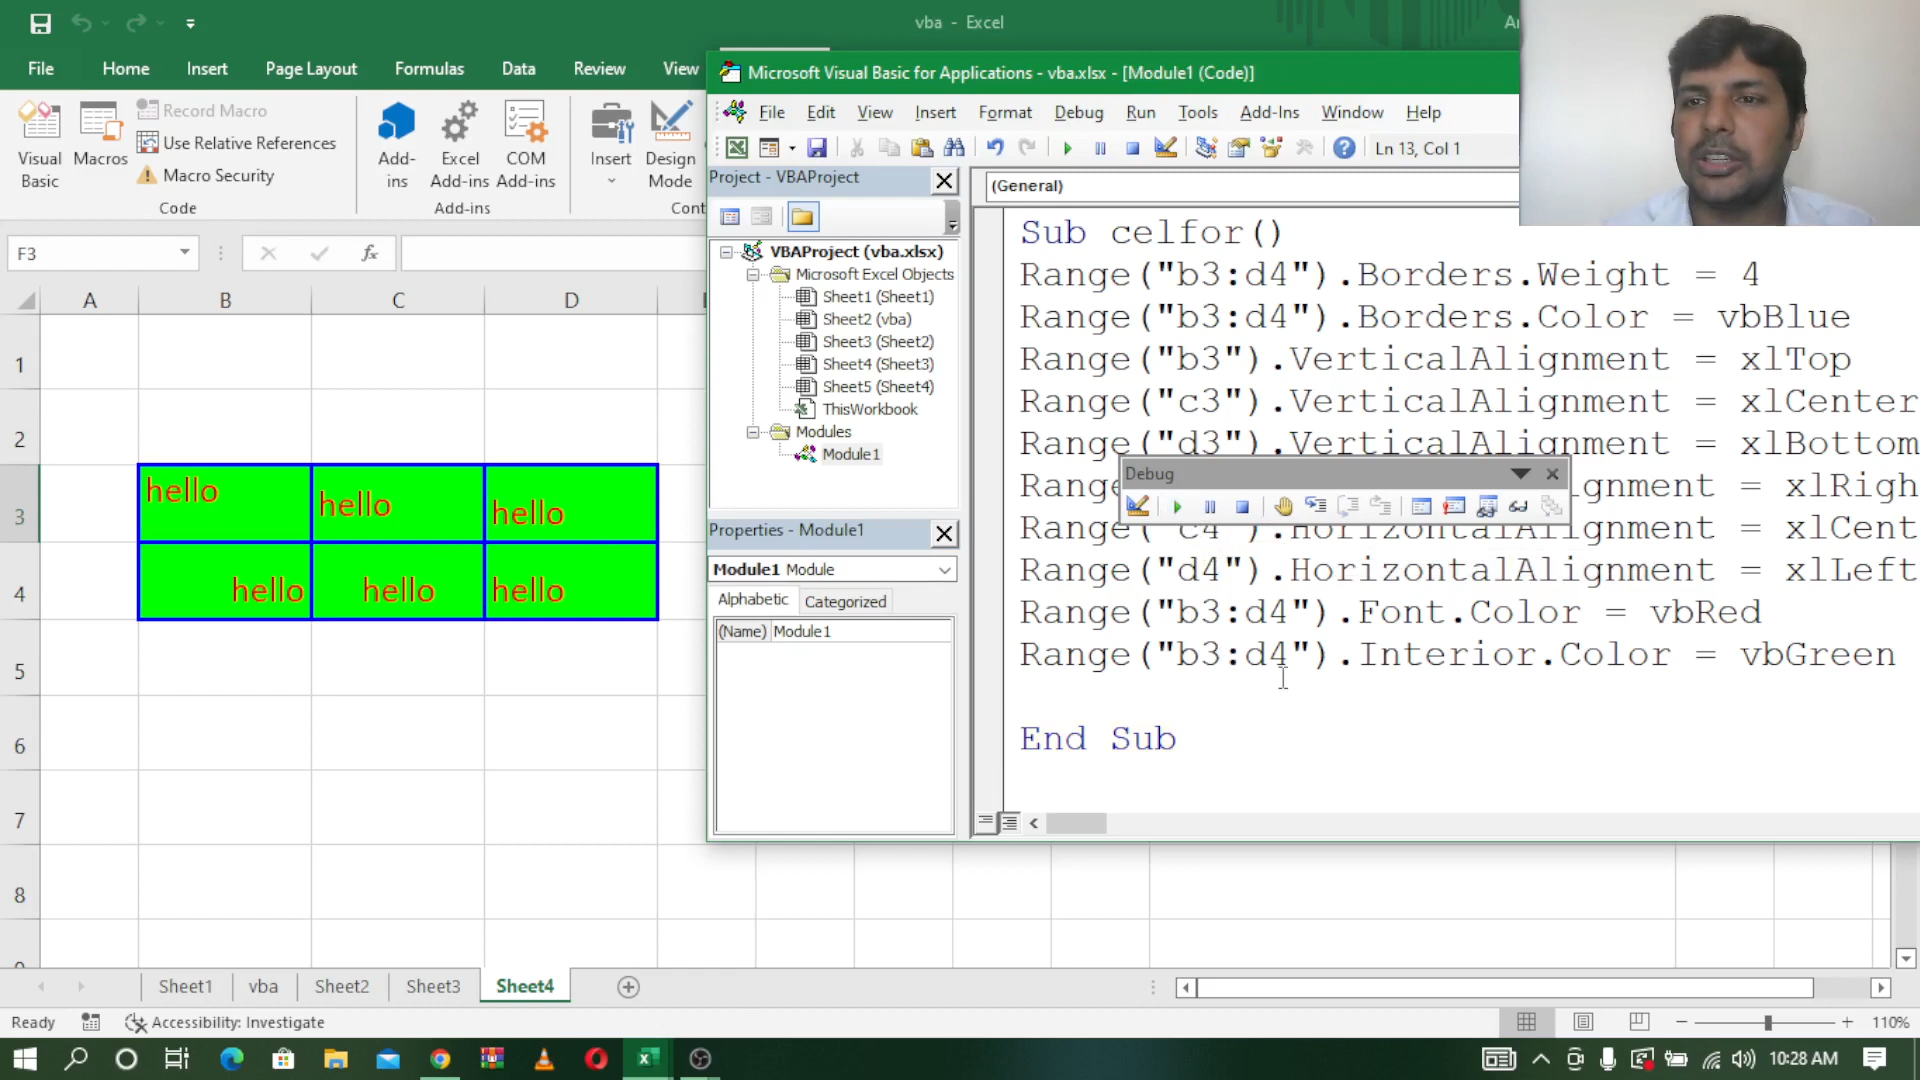 vba - Excel
File Home Insert Page Layout Formulas Data Review View
Record Macro
Use Relative References
Macro Security
Visual Basic
Macros
Code
Add-ins
Excel Add-ins
COM Add-ins
Add-ins
Insert
Design Mode
F3
fx
A B C D
1
2
3
4
5
6
7
8
hello hello hello
hello hello hello
Microsoft Visual Basic for Applications - vba.xlsx - [Module1 (Code)]
File Edit View Insert Format Debug Run Tools Add-Ins Window Help
Ln 13, Col 1
Project - VBAProject
VBAProject (vba.xlsx)
Microsoft Excel Objects
Sheet1 (Sheet1)
Sheet2 (vba)
Sheet3 (Sheet2)
Sheet4 (Sheet3)
Sheet5 (Sheet4)
ThisWorkbook
Modules
Module1
Properties - Module1
Module1 Module
Alphabetic Categorized
(Name) Module1
(General)
Sub celfor()
Range("b3:d4").Borders.Weight = 4
Range("b3:d4").Borders.Color = vbBlue
Range("b3").VerticalAlignment = xlTop
Range("c3").VerticalAlignment = xlCenter
Range("d3").VerticalAlignment = xlBottom
Debug
Range("c4").HorizontalAlignment = xlCent
Range("d4").HorizontalAlignment = xlLeft
Range("b3:d4").Font.Color = vbRed
Range("b3:d4").Interior.Color = vbGreen
End Sub
Sheet1 vba Sheet2 Sheet3 Sheet4
Ready
Accessibility: Investigate
110%
10:28 AM